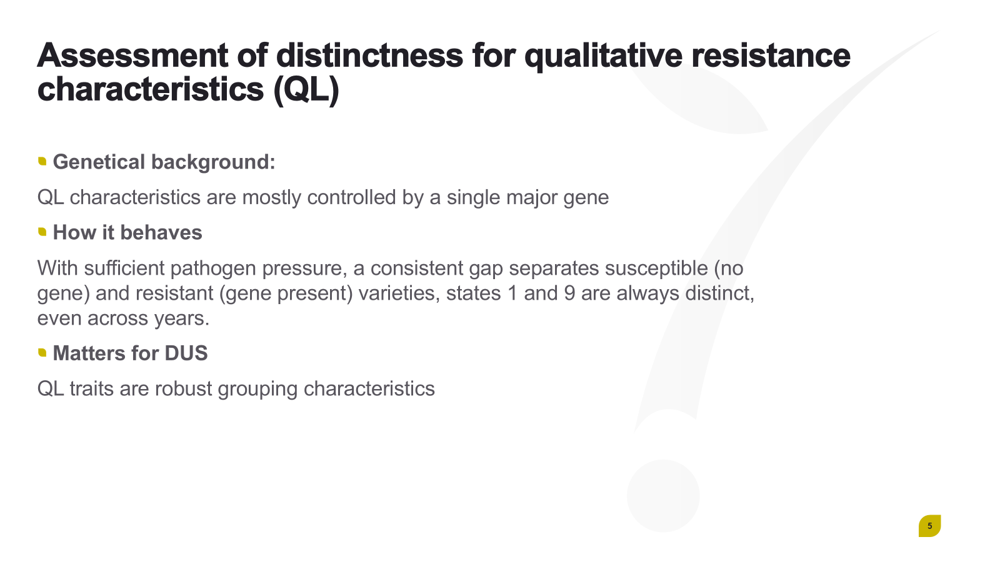 Assessment of distinctness for qualitative resistance
characteristics (QL)
Genetical background:
QL characteristics are mostly controlled by a single major gene
How it behaves
With sufficient pathogen pressure, a consistent gap separates susceptible (no
gene) and resistant (gene present) varieties, states 1 and 9 are always distinct,
even across years.
Matters for DUS
QL traits are robust grouping characteristics
5